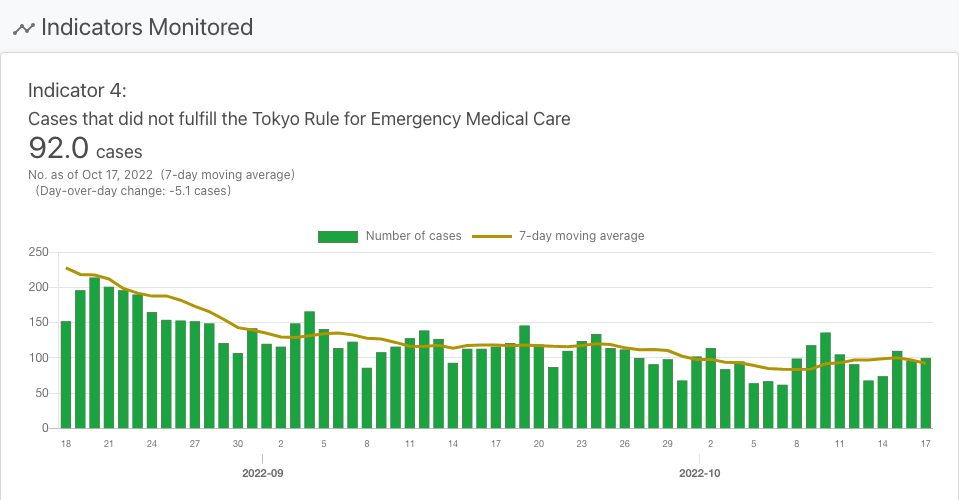 Indicators Monitored
Indicator 4:
Cases that did not fulfill the Tokyo Rule for Emergency Medical Care
92.0 cases
No. as of Oct 17, 2022 (7-day moving average)
(Day-over-day change: -5.1 cases)
Number of cases 7-day moving average
250
200
150
100
50
0
18 21 24 27 30 2 5 8 11 14 17 20 23 26 29 2 5 8 11 14 17
2022-09 2022-10